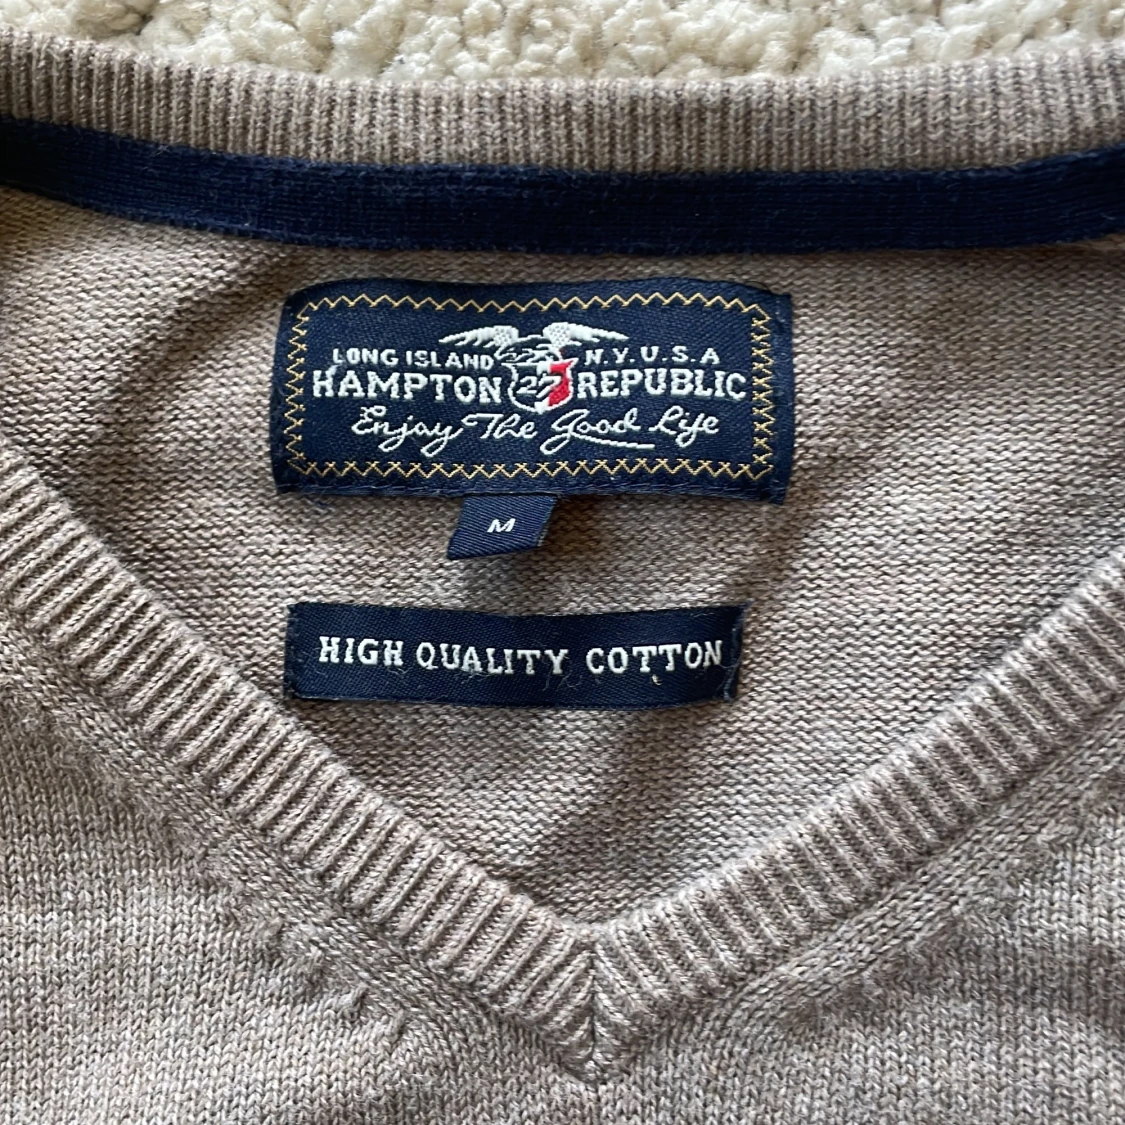 LONG ISLAND N.Y.U.S.A
HAMPTON 27 REPUBLIC
Enjoy The Good Life
M
HIGH QUALITY COTTON